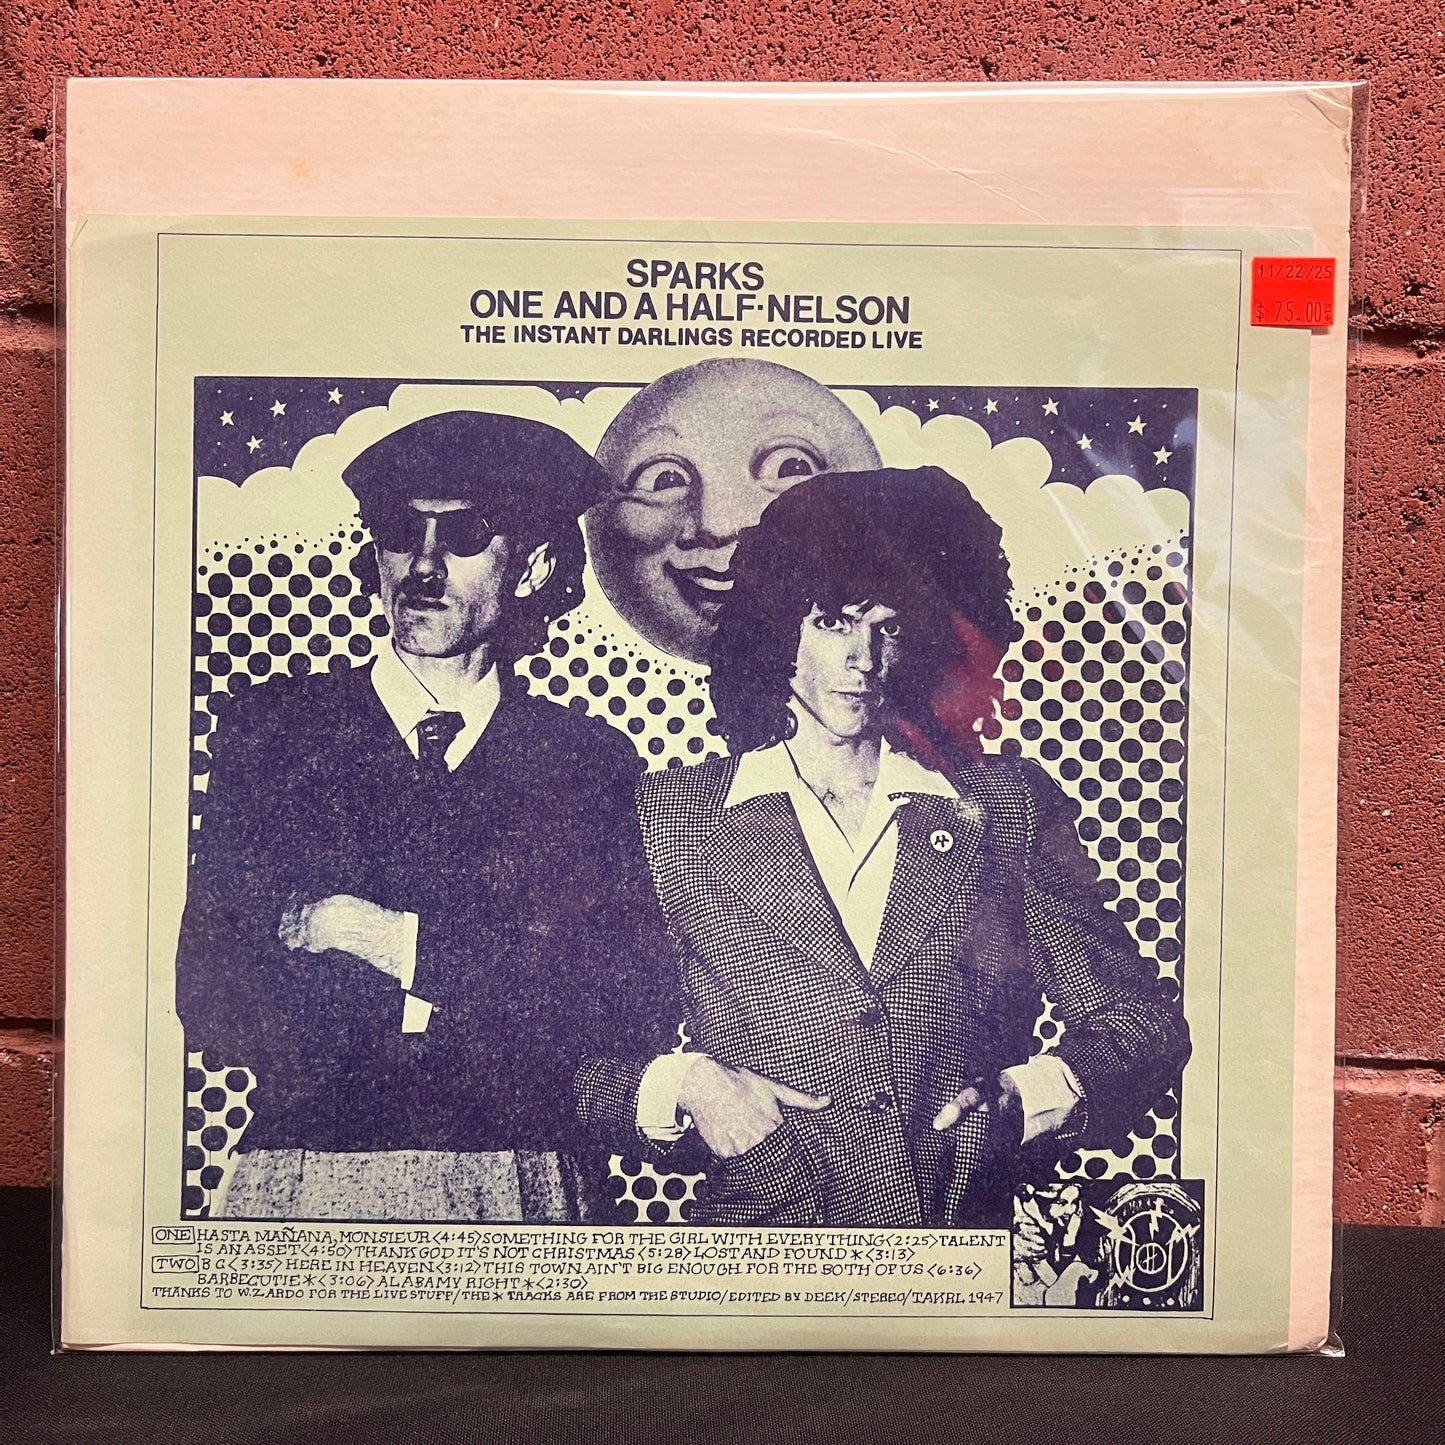 SPARKS
ONE AND A HALF-NELSON
THE INSTANT DARLINGS RECORDED LIVE
11/22/25
$ 75.00
ONE HASTA MAÑANA, MONSIEUR <4:45> SOMETHING FOR THE GIRL WITH EVERYTHING <2:25> TALENT
IS AN ASSET <4:50> THANK GOD IT'S NOT CHRISTMAS <5:28> LOST AND FOUND * <3:13>
TWO B C <3:35> HERE IN HEAVEN <3:12> THIS TOWN AIN'T BIG ENOUGH FOR THE BOTH OF US <6:36>
BARBECUTIE * <3:06> ALABAMY RIGHT * <2:30>
THANKS TO W.Z.ARDO FOR THE LIVE STUFF/THE * TRACKS ARE FROM THE STUDIO/EDITED BY DEEK/STEREO/TAKRL 1947